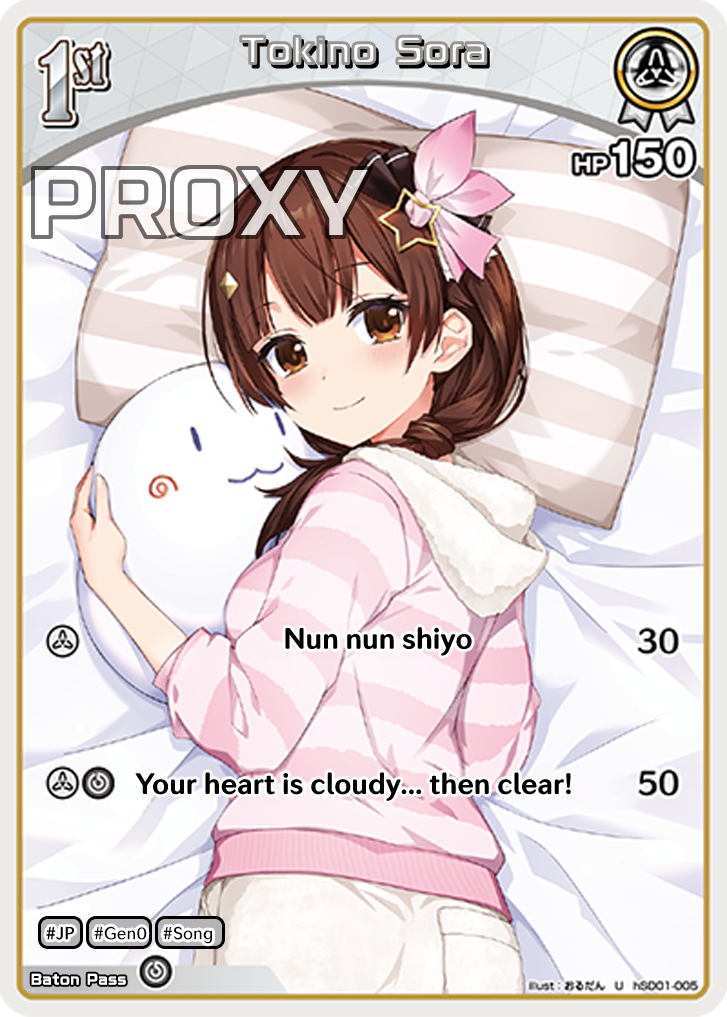 1st
Tokino Sora
HP150
PROXY
Nun nun shiyo 30
Your heart is cloudy... then clear! 50
#JP #Gen0 #Song
Baton Pass
illust：おるだん U hSD01-005